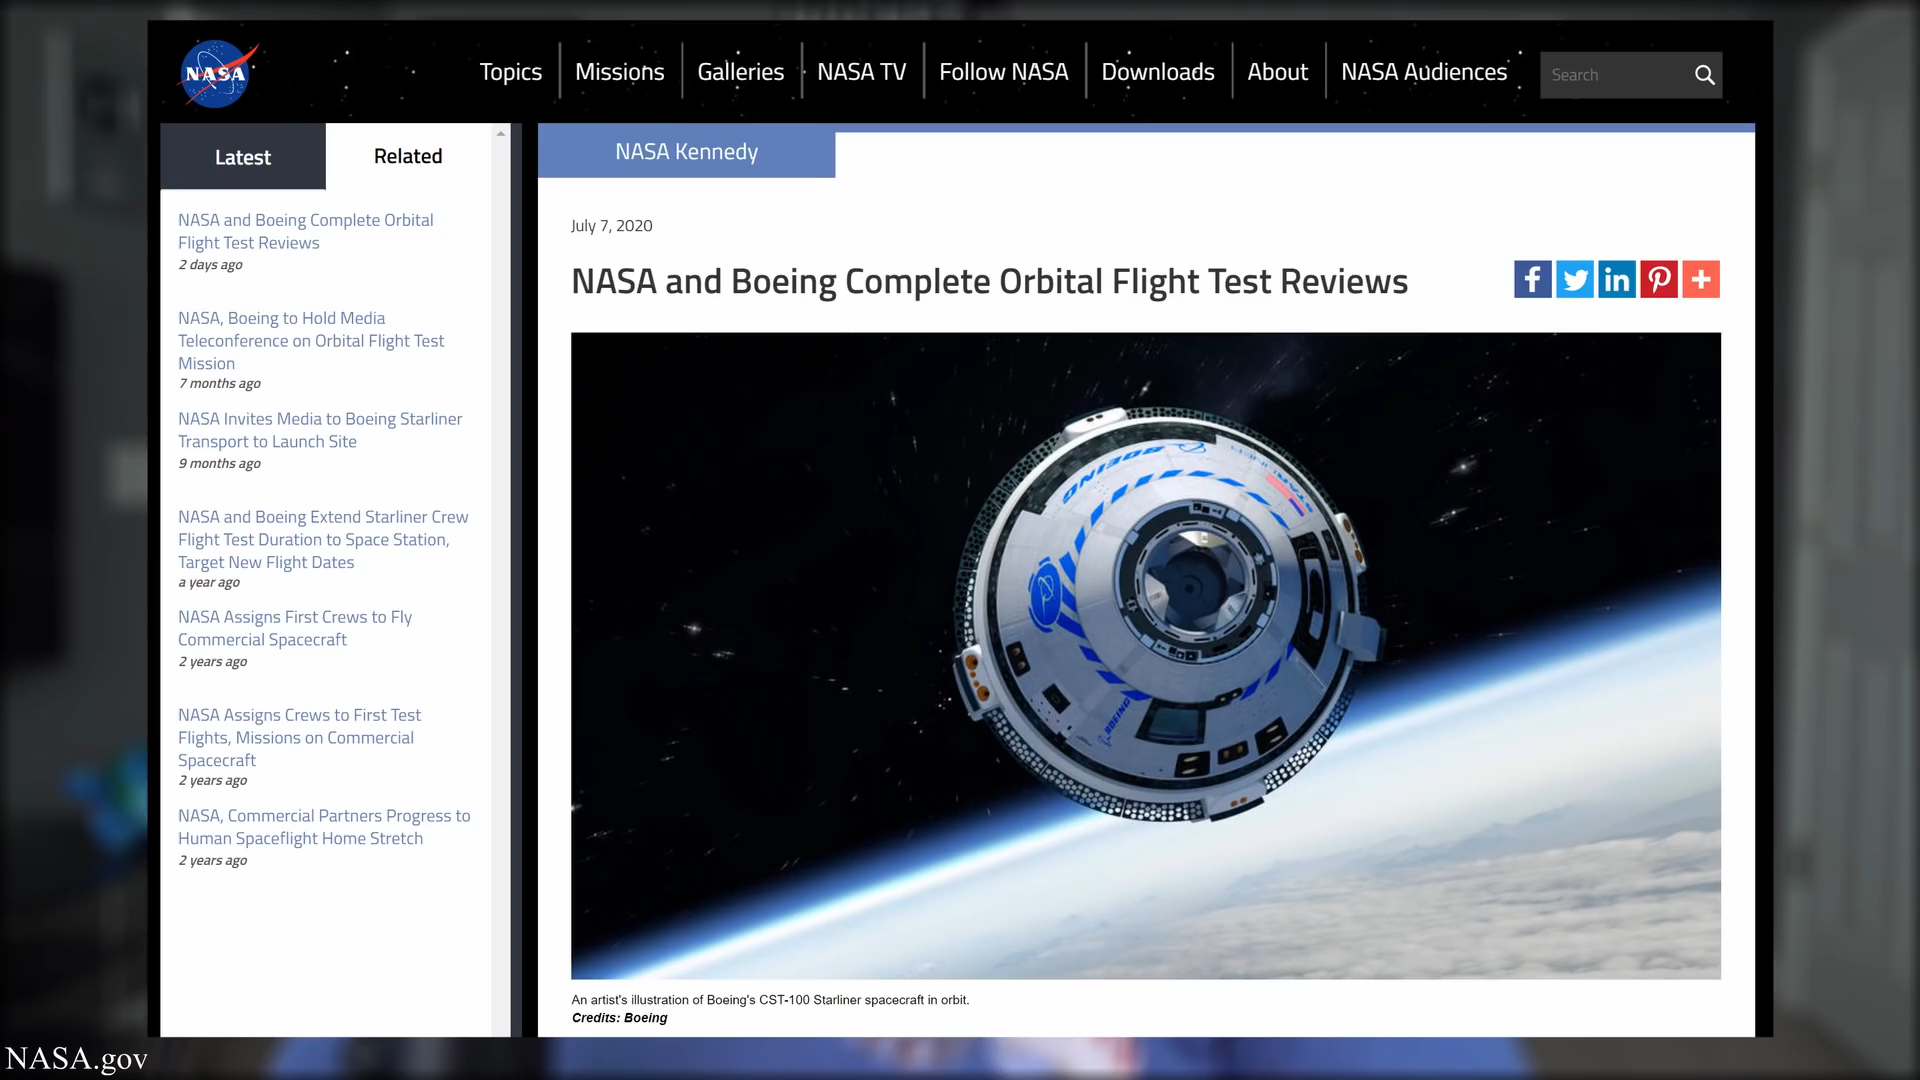 NASA
Topics
Missions
Galleries
NASA TV
Follow NASA
Downloads
About
NASA Audiences
Search
Latest
Related
NASA and Boeing Complete Orbital
Flight Test Reviews
2 days ago
NASA, Boeing to Hold Media
Teleconference on Orbital Flight Test
Mission
7 months ago
NASA Invites Media to Boeing Starliner
Transport to Launch Site
9 months ago
NASA and Boeing Extend Starliner Crew
Flight Test Duration to Space Station,
Target New Flight Dates
a year ago
NASA Assigns First Crews to Fly
Commercial Spacecraft
2 years ago
NASA Assigns Crews to First Test
Flights, Missions on Commercial
Spacecraft
2 years ago
NASA, Commercial Partners Progress to
Human Spaceflight Home Stretch
2 years ago
NASA Kennedy
July 7, 2020
NASA and Boeing Complete Orbital Flight Test Reviews
BOEING
STARLINER
BOEING
An artist's illustration of Boeing's CST-100 Starliner spacecraft in orbit.
Credits: Boeing
NASA.gov